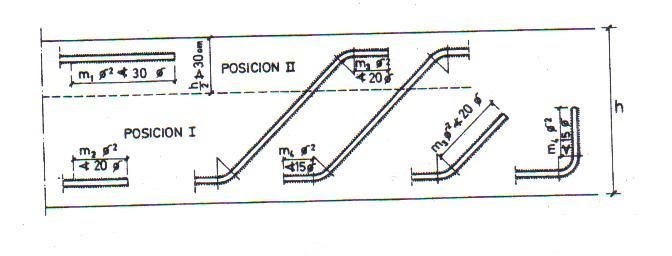 m₁ ø² ∢ 30 ø
h/2 ∢ 30 cm
POSICION II
m₃ ø²
∢ 20 ø
h
POSICION I
m₂ ø²
∢ 20 ø
m₄ ø²
∢ 15 ø
m₃ ø² ∢ 20 ø
m₄ ø²
∢ 15 ø